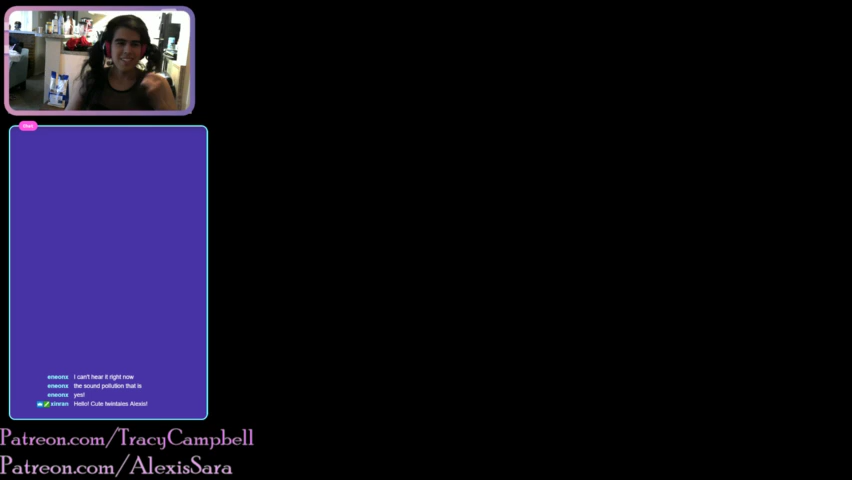 chat
eneonx I can't hear it right now
eneonx the sound pollution that is
eneonx yes!
xinran Hello! Cute twintales Alexis!
Patreon.com/TracyCampbell
Patreon.com/AlexisSara